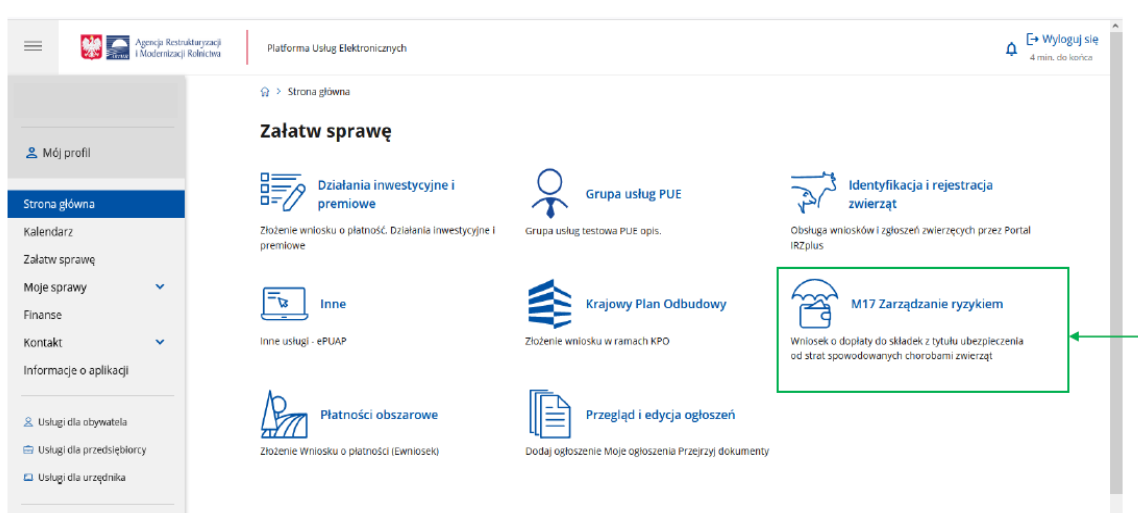 Agencja Restrukturyzacji
i Modernizacji Rolnictwa
Platforma Usług Elektronicznych
Wyloguj się
4 min. do końca
Mój profil
Strona główna
Kalendarz
Załatw sprawę
Moje sprawy
Finanse
Kontakt
Informacje o aplikacji
Usługi dla obywatela
Usługi dla przedsiębiorcy
Usługi dla urzędnika
> Strona główna
Załatw sprawę
Działania inwestycyjne i
premiowe
Złożenie wniosku o płatność. Działania inwestycyjne i
premiowe
Grupa usług PUE
Grupa usług testowa PUE opis.
Identyfikacja i rejestracja
zwierząt
Obsługa wniosków i zgłoszeń zwierzęcych przez Portal
IRZplus
Inne
Inne usługi - ePUAP
Krajowy Plan Odbudowy
Złożenie wniosku w ramach KPO
M17 Zarządzanie ryzykiem
Wniosek o dopłaty do składek z tytułu ubezpieczenia
od strat spowodowanych chorobami zwierząt
Płatności obszarowe
Złożenie Wniosku o płatności (Ewniosek)
Przegląd i edycja ogłoszeń
Dodaj ogłoszenie Moje ogłoszenia Przejrzyj dokumenty